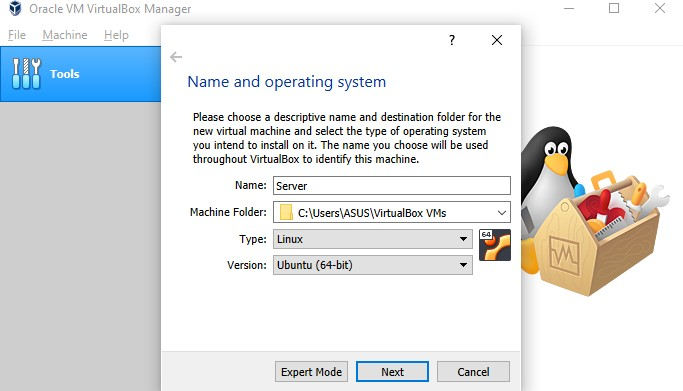 Oracle VM VirtualBox Manager
File Machine Help
Tools
?
Name and operating system
Please choose a descriptive name and destination folder for the
new virtual machine and select the type of operating system
you intend to install on it. The name you choose will be used
throughout VirtualBox to identify this machine.
Name: Server
Machine Folder: C:\Users\ASUS\VirtualBox VMs
Type: Linux
64
Version: Ubuntu (64-bit)
Expert Mode Next Cancel